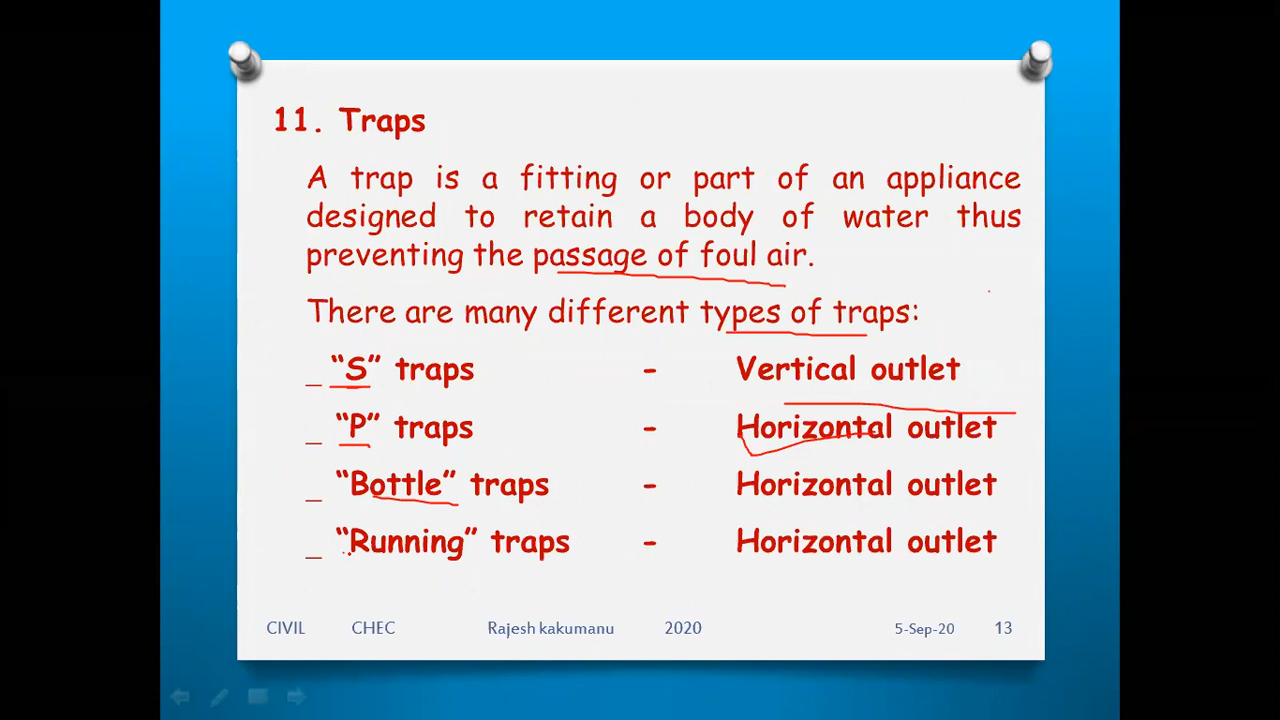 11. Traps
A trap is a fitting or part of an appliance
designed to retain a body of water thus
preventing the passage of foul air.
There are many different types of traps:
_ “S” traps - Vertical outlet
_ “P” traps - Horizontal outlet
_ “Bottle” traps - Horizontal outlet
_ “Running” traps - Horizontal outlet
CIVIL CHEC Rajesh kakumanu 2020 5-Sep-20 13